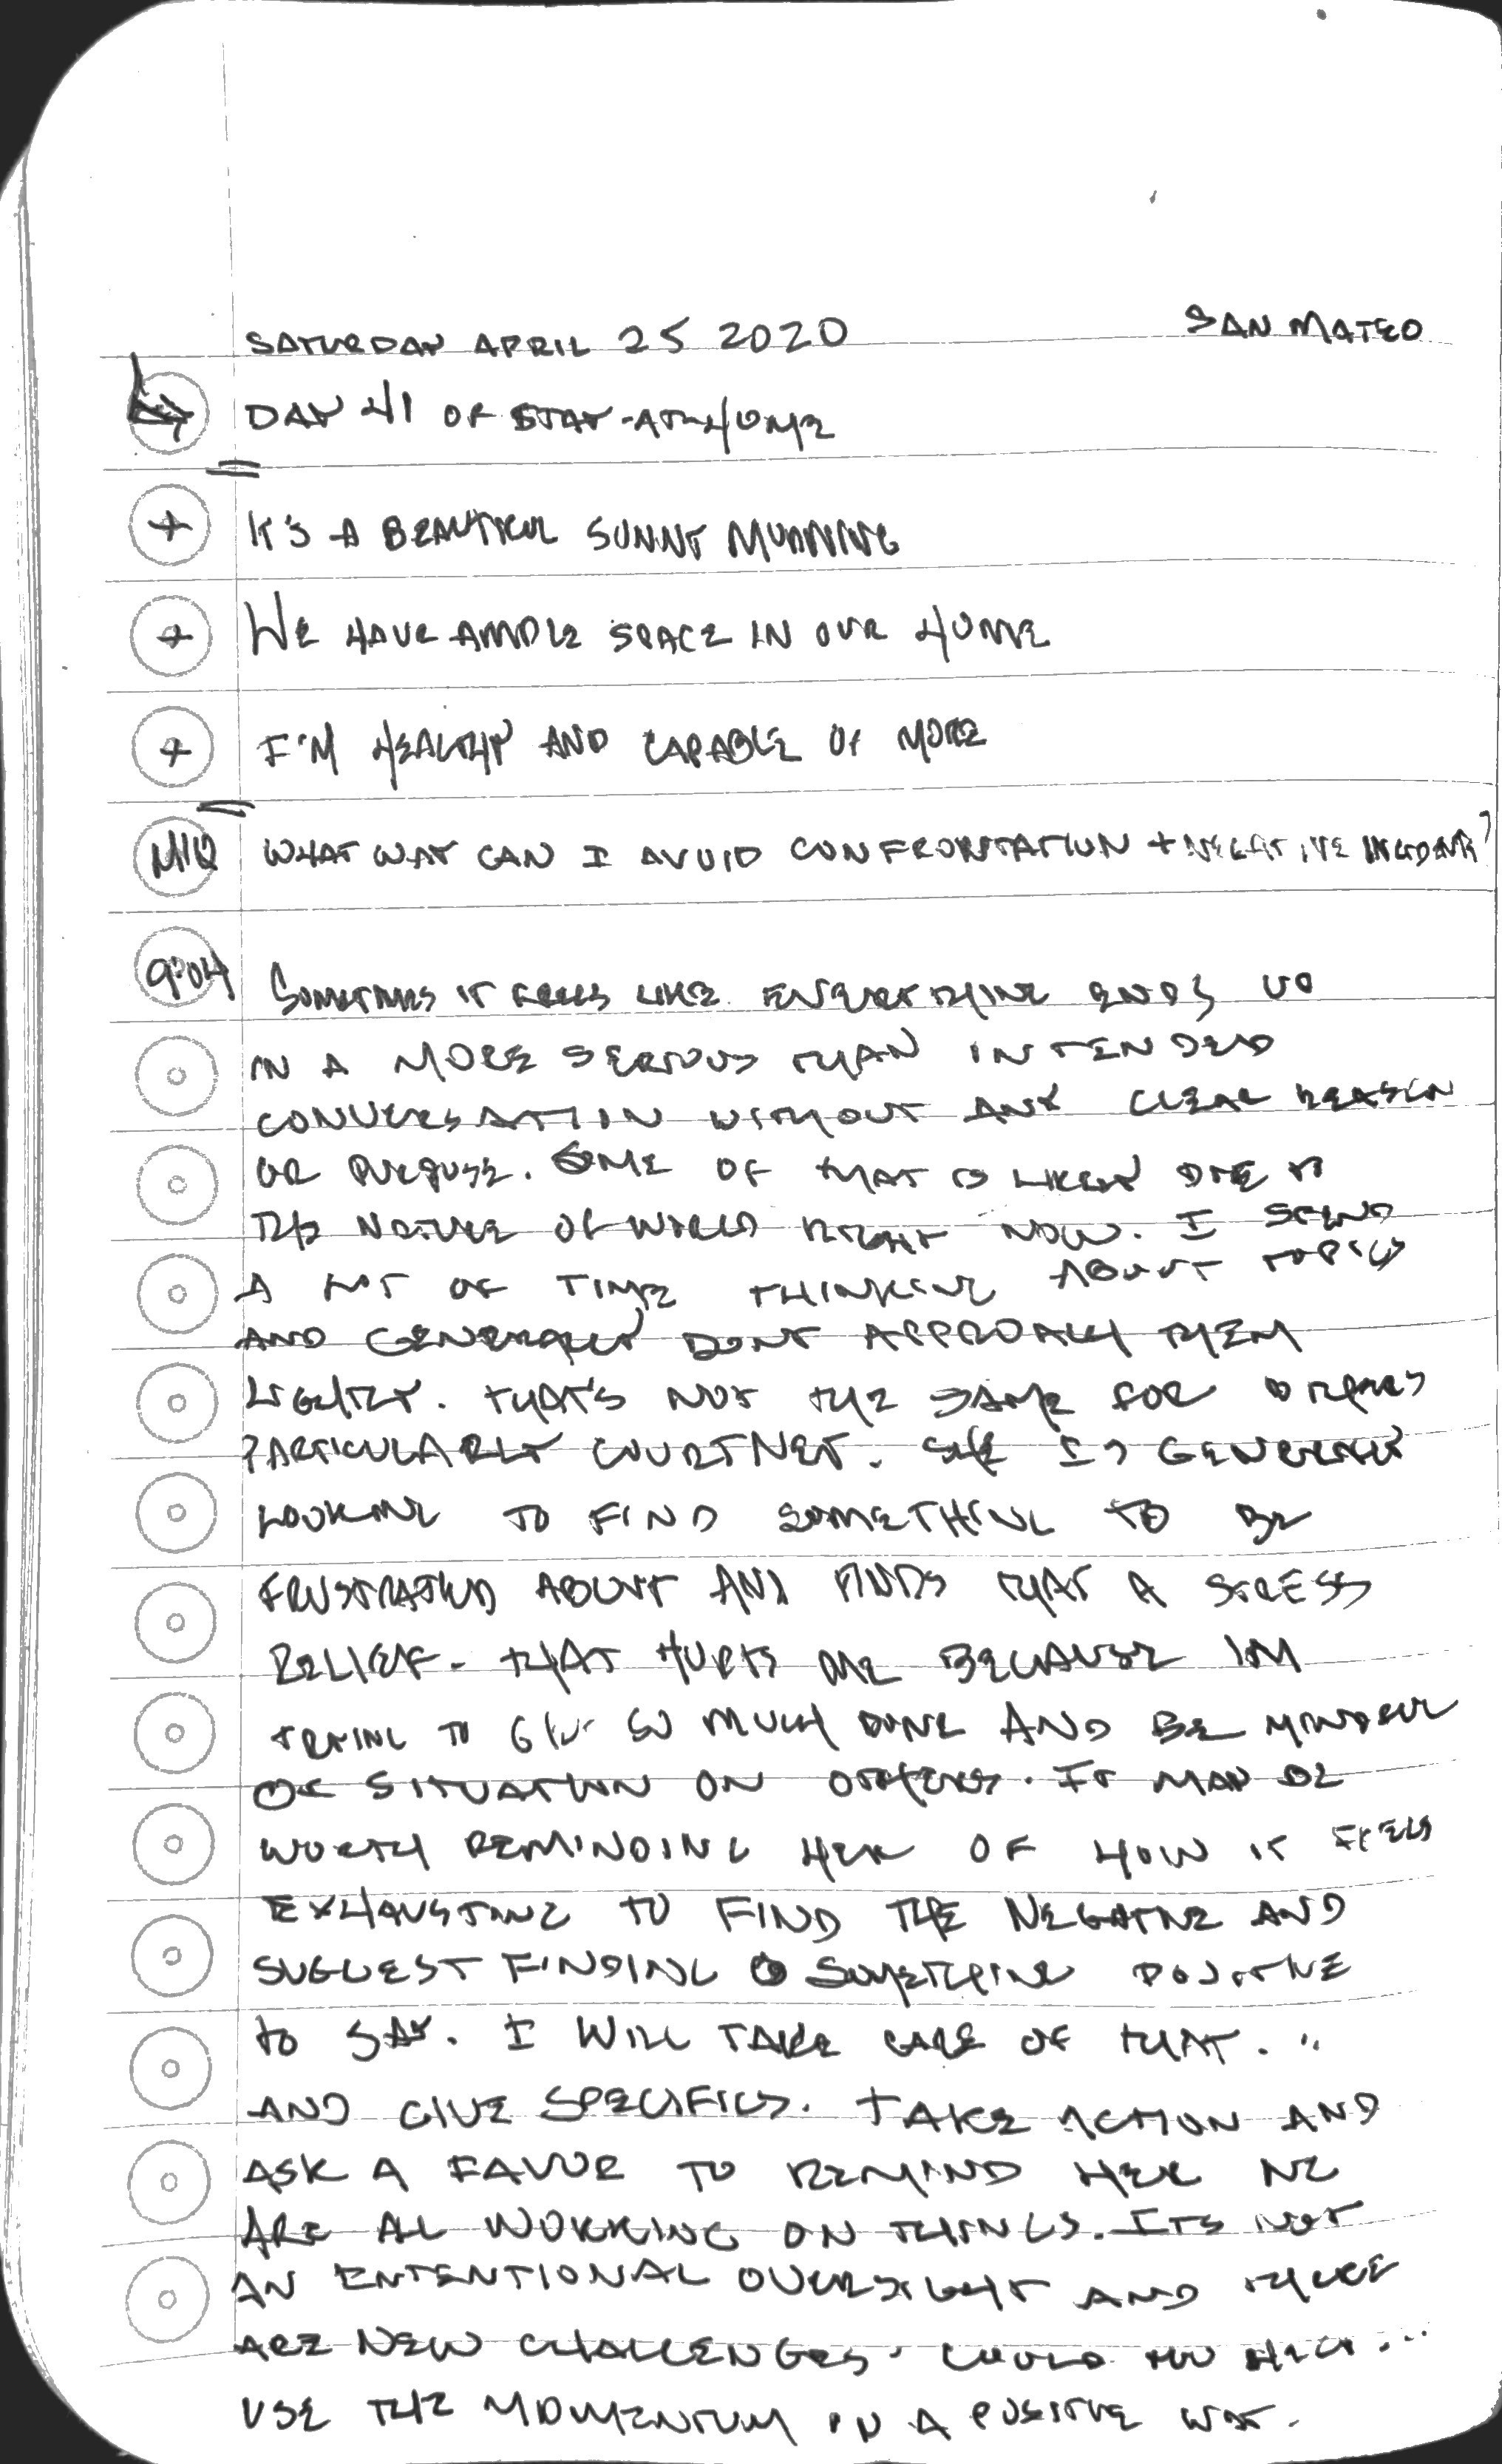 SATURDAY APRIL 25 2020 SAN MATEO
DAY 41 OF STAY-AT-HOME
+ IT'S A BEAUTIFUL SUNNY MORNING
+ WE HAVE AMPLE SPACE IN OUR HOME
+ I'M HEALTHY AND CAPABLE OF MORE
MIQ WHAT WAY CAN I AVOID CONFRONTATION + NEGATIVE INCIDENTS?
9:04 SOMETIMES IT FEELS LIKE EVERYTHING ENDS UP
IN A MORE SERIOUS THAN INTENDED
CONVERSATION WITHOUT ANY CLEAR REASON
OR PURPOSE. SOME OF THAT IS LIKELY DUE TO
THE NATURE OF WORLD RIGHT NOW. I SPEND
A LOT OF TIME THINKING ABOUT TOPICS
AND GENERALLY DONT APPROACH THEM
LIGHTLY. THAT'S NOT THE SAME FOR OTHERS
PARTICULARLY COURTNEY. SHE IS GENERALLY
LOOKING TO FIND SOMETHING TO BE
FRUSTRATED ABOUT AND FINDS THAT A STRESS
RELIEF. THAT HURTS ME BECAUSE IM
TRYING TO GIVE SO MUCH DONE AND BE MINDFUL
OF SITUATION ON OTHERS. IT MAY BE
WORTH REMINDING HER OF HOW IT FEELS
EXHAUSTING TO FIND THE NEGATIVE AND
SUGGEST FINDING SOMETHING POSITIVE
TO SAY. I WILL TAKE CARE OF THAT. "
AND GIVE SPECIFICS. TAKE ACTION AND
ASK A FAVOR TO REMIND HER WE
ARE ALL WORKING ON THINGS. ITS NOT
AN ENTENTIONAL OVERSIGHT AND THERE
ARE NEW CHALLENGES. COULD YOU HELP...
USE THE MOMENTUM IN A POSITIVE WAY.